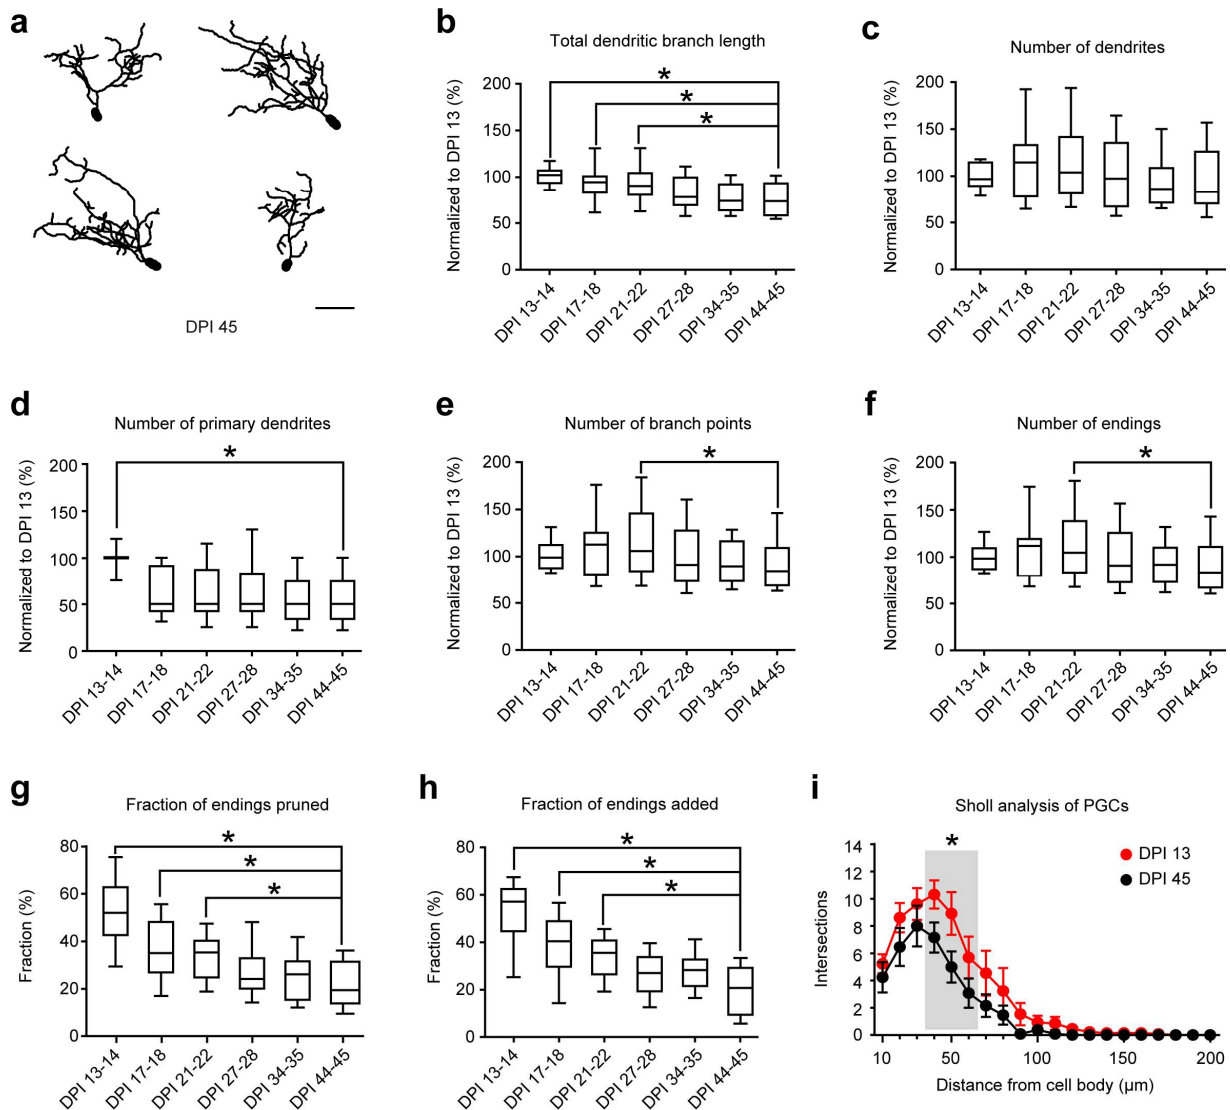 a
DPI 45
b
Total dendritic branch length
Normalized to DPI 13 (%)
200
150
100
50
0
*
*
*
DPI 13-14
DPI 17-18
DPI 21-22
DPI 27-28
DPI 34-35
DPI 44-45
c
Number of dendrites
Normalized to DPI 13 (%)
200
150
100
50
0
DPI 13-14
DPI 17-18
DPI 21-22
DPI 27-28
DPI 34-35
DPI 44-45
d
Number of primary dendrites
Normalized to DPI 13 (%)
200
150
100
50
0
*
DPI 13-14
DPI 17-18
DPI 21-22
DPI 27-28
DPI 34-35
DPI 44-45
e
Number of branch points
Normalized to DPI 13 (%)
200
150
100
50
0
*
DPI 13-14
DPI 17-18
DPI 21-22
DPI 27-28
DPI 34-35
DPI 44-45
f
Number of endings
Normalized to DPI 13 (%)
200
150
100
50
0
*
DPI 13-14
DPI 17-18
DPI 21-22
DPI 27-28
DPI 34-35
DPI 44-45
g
Fraction of endings pruned
Fraction (%)
80
60
40
20
0
*
*
*
DPI 13-14
DPI 17-18
DPI 21-22
DPI 27-28
DPI 34-35
DPI 44-45
h
Fraction of endings added
Fraction (%)
80
60
40
20
0
*
*
*
DPI 13-14
DPI 17-18
DPI 21-22
DPI 27-28
DPI 34-35
DPI 44-45
i
Sholl analysis of PGCs
Intersections
14
12
10
8
6
4
2
0
*
DPI 13
DPI 45
10 50 100 150 200
Distance from cell body (µm)